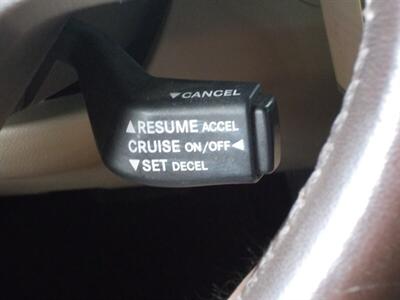 ▼CANCEL
▲RESUME ACCEL
CRUISE ON/OFF◀
▼SET DECEL